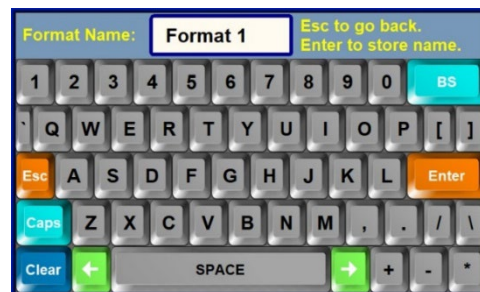 Format Name:
Format 1
Esc to go back.
Enter to store name.
1 2 3 4 5 6 7 8 9 0 BS
` Q W E R T Y U I O P [ ]
Esc A S D F G H J K L Enter
Caps Z X C V B N M , . / \
Clear ← SPACE → + - *